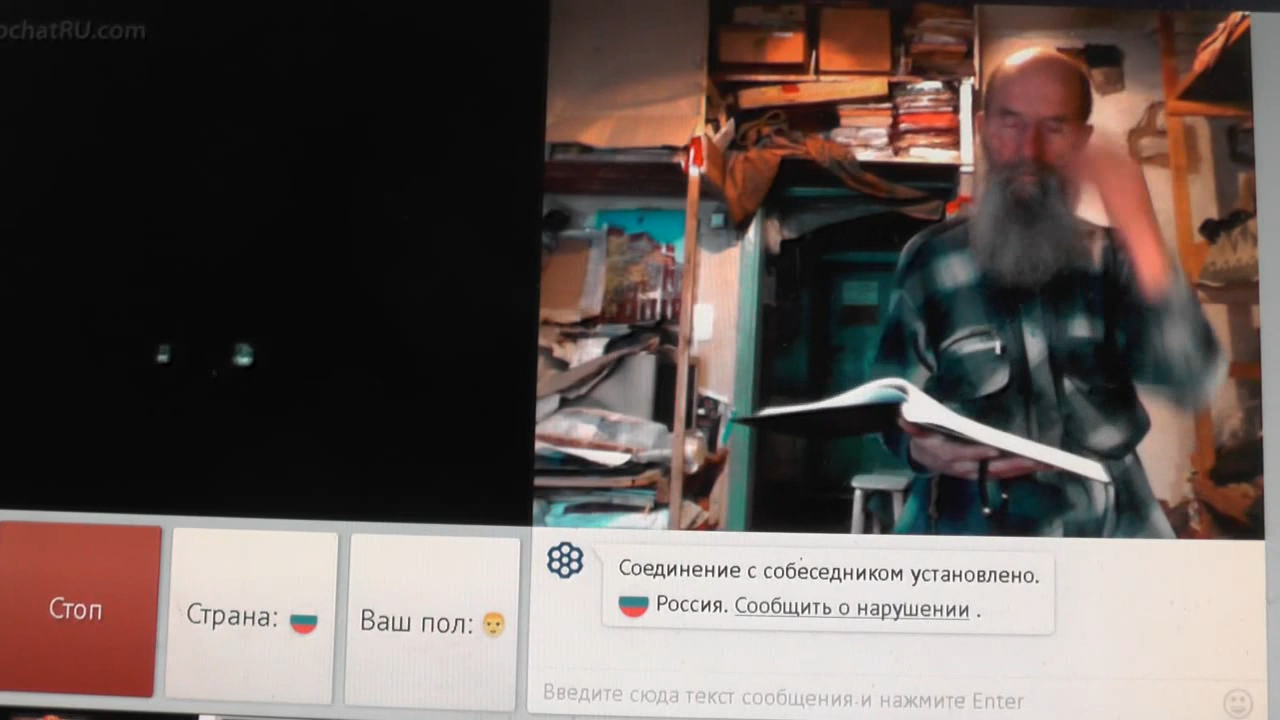 ochatRU.com
Стоп
Страна:
Ваш пол:
Соединение с собеседником установлено.
Россия. Сообщить о нарушении .
Введите сюда текст сообщения и нажмите Enter